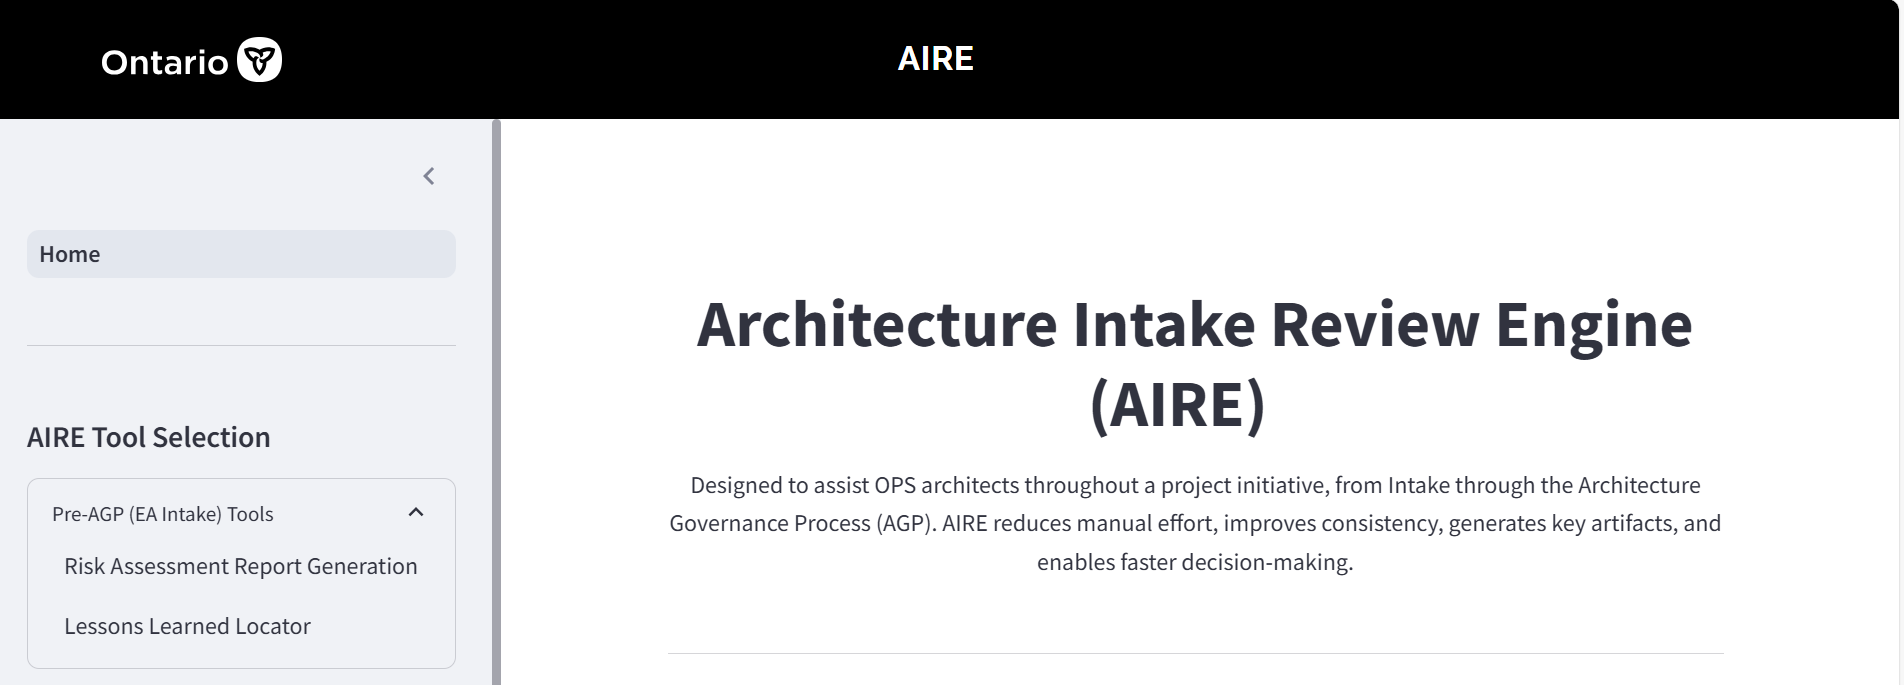 Ontario
AIRE
Home
AIRE Tool Selection
Pre-AGP (EA Intake) Tools
Risk Assessment Report Generation
Lessons Learned Locator
Architecture Intake Review Engine
(AIRE)
Designed to assist OPS architects throughout a project initiative, from Intake through the Architecture
Governance Process (AGP). AIRE reduces manual effort, improves consistency, generates key artifacts, and
enables faster decision-making.